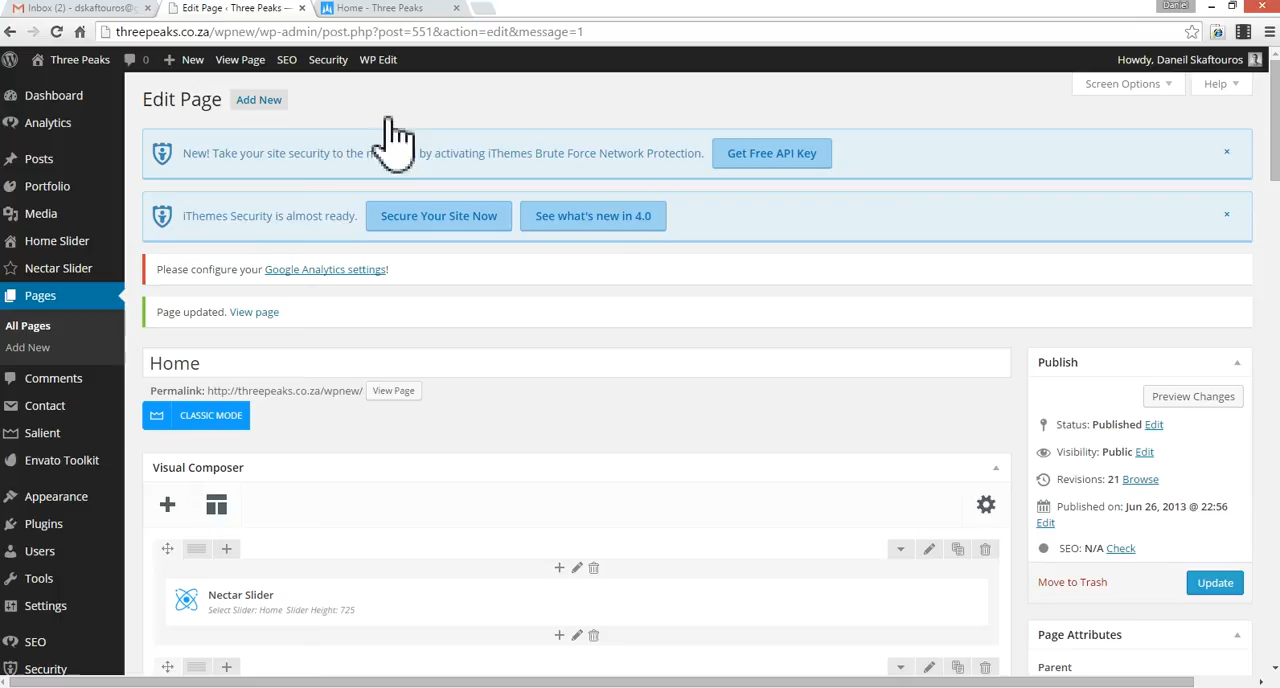 Inbox (2) - dskaftouros@g
Edit Page ‹ Three Peaks —
Home - Three Peaks
Daniel
threepeaks.co.za/wpnew/wp-admin/post.php?post=551&action=edit&message=1
Three Peaks
0
New
View Page
SEO
Security
WP Edit
Howdy, Daneil Skaftouros
Dashboard
Analytics
Posts
Portfolio
Media
Home Slider
Nectar Slider
Pages
All Pages
Add New
Comments
Contact
Salient
Envato Toolkit
Appearance
Plugins
Users
Tools
Settings
SEO
Security
Edit Page
Add New
Screen Options
Help
New! Take your site security to the by activating iThemes Brute Force Network Protection.
Get Free API Key
iThemes Security is almost ready.
Secure Your Site Now
See what's new in 4.0
Please configure your Google Analytics settings!
Page updated. View page
Home
Permalink: http://threepeaks.co.za/wpnew/
View Page
CLASSIC MODE
Visual Composer
Nectar Slider
Select Slider: Home Slider Height: 725
Publish
Preview Changes
Status: Published Edit
Visibility: Public Edit
Revisions: 21 Browse
Published on: Jun 26, 2013 @ 22:56
Edit
SEO: N/A Check
Move to Trash
Update
Page Attributes
Parent